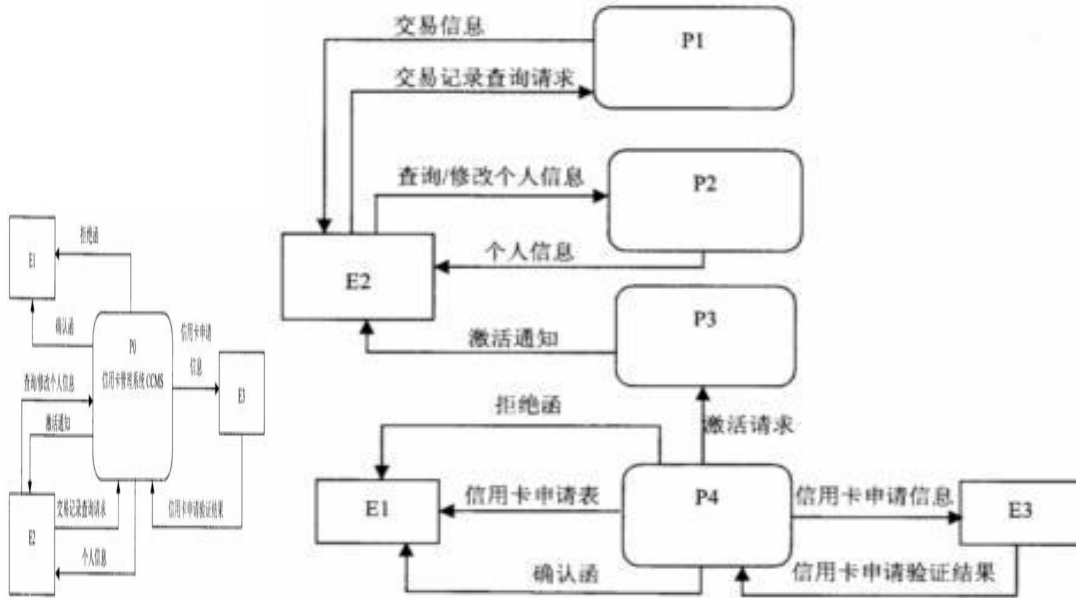 拒绝函
E1
确认函
P0
信用卡管理系统CCMS
信用卡申请
信息
E3
查询/修改个人信息
激活通知
E2
交易记录查询请求
信用卡申请验证结果
个人信息
交易信息
P1
交易记录查询请求
查询/修改个人信息
P2
个人信息
E2
P3
激活通知
激活请求
拒绝函
E1
信用卡申请表
P4
信用卡申请信息
E3
确认函
信用卡申请验证结果